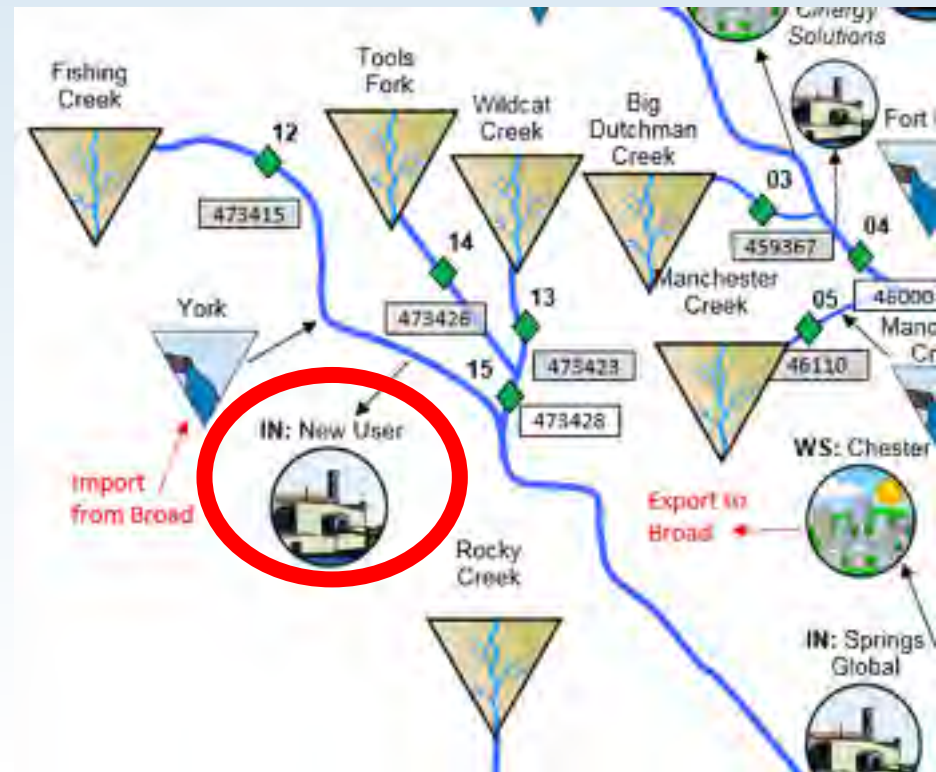 Cinergy
Solutions
Fishing
Creek
Tools
Fork
Wildcat
Creek
Big
Dutchman
Creek
Fort
12
03
473415
459367
04
14
Manchester
Creek
05
46000
York
473426
13
15
473423
46110
473428
IN: New User
WS: Chester
Import
from Broad
Export to
Broad
Rocky
Creek
IN: Springs
Global